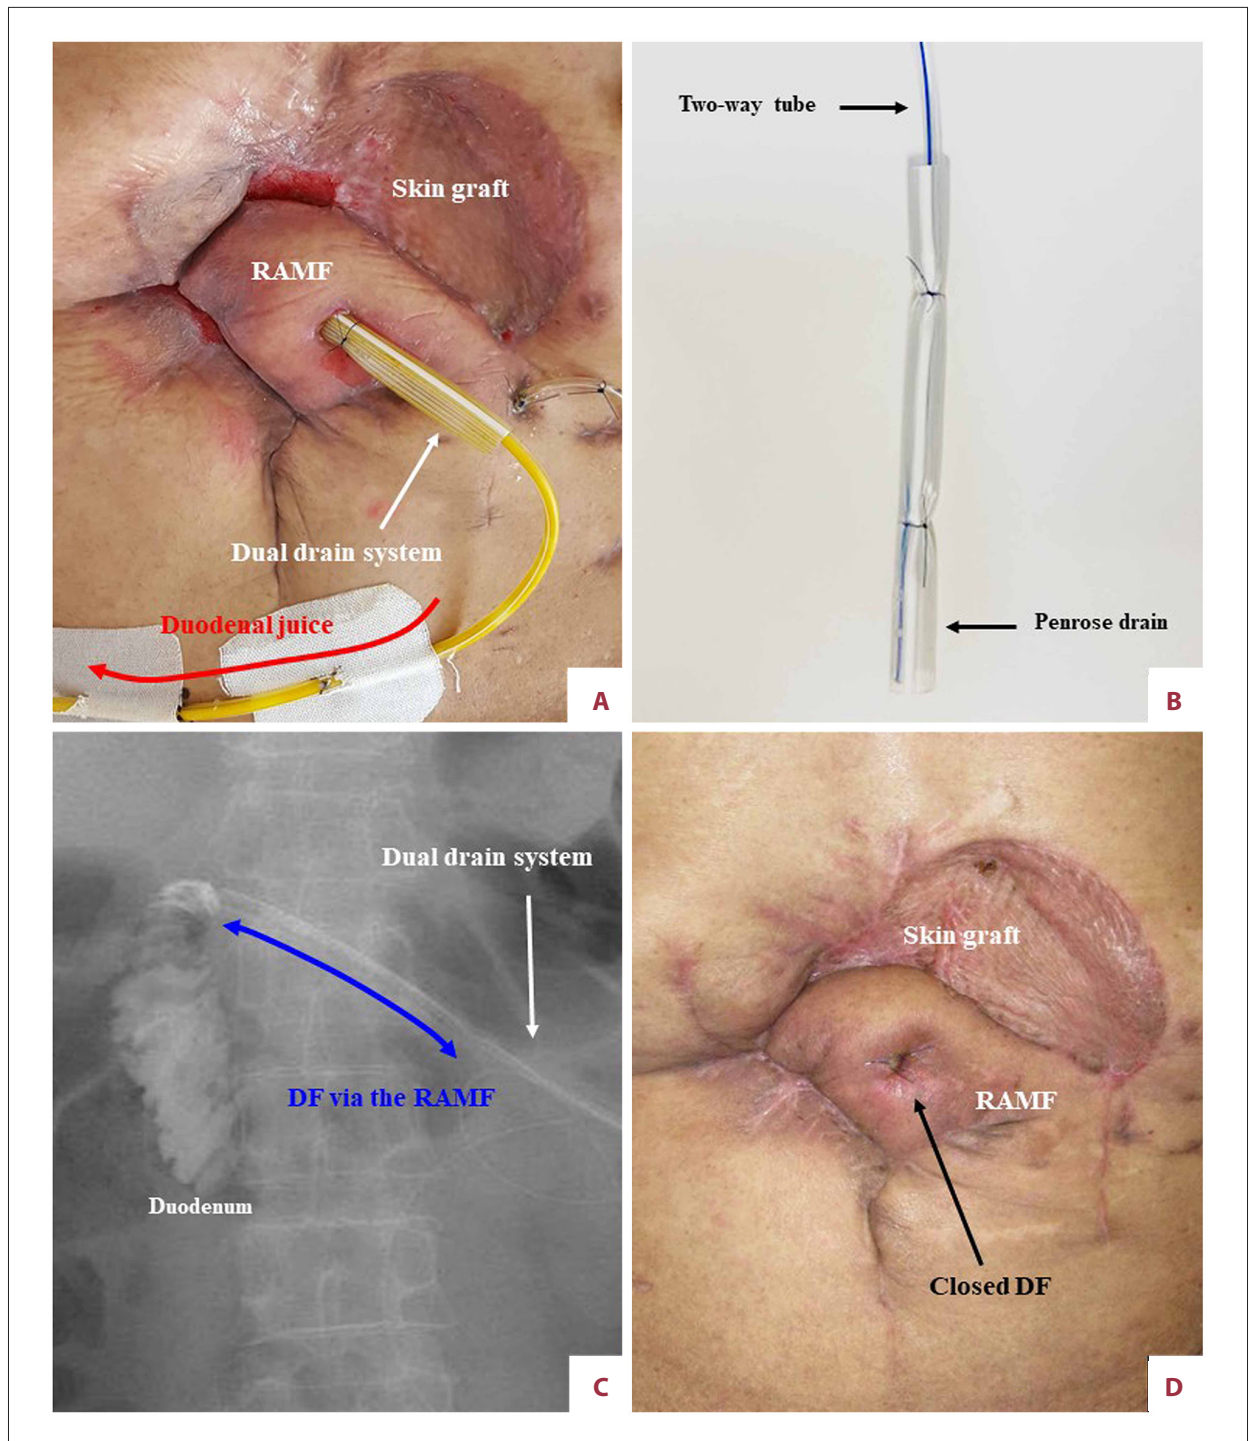 Skin graft
RAMF
Dual drain system
Duodenal juice
A
Two-way tube
Penrose drain
B
Dual drain system
DF via the RAMF
Duodenum
C
Skin graft
RAMF
Closed DF
D